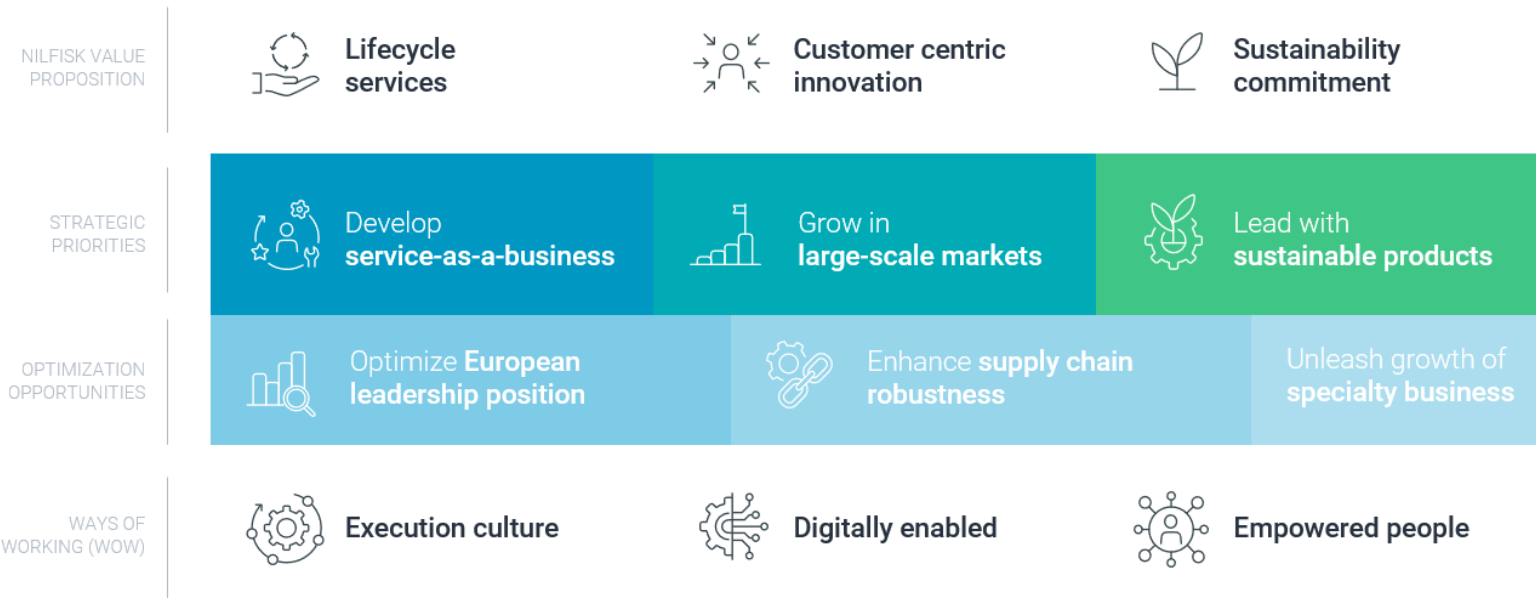 NILFISK VALUE
PROPOSITION
Lifecycle
services
Customer centric
innovation
Sustainability
commitment
STRATEGIC
PRIORITIES
Develop
service-as-a-business
Grow in
large-scale markets
Lead with
sustainable products
OPTIMIZATION
OPPORTUNITIES
Optimize European
leadership position
Enhance supply chain
robustness
Unleash growth of
specialty business
WAYS OF
WORKING (WOW)
Execution culture
Digitally enabled
Empowered people